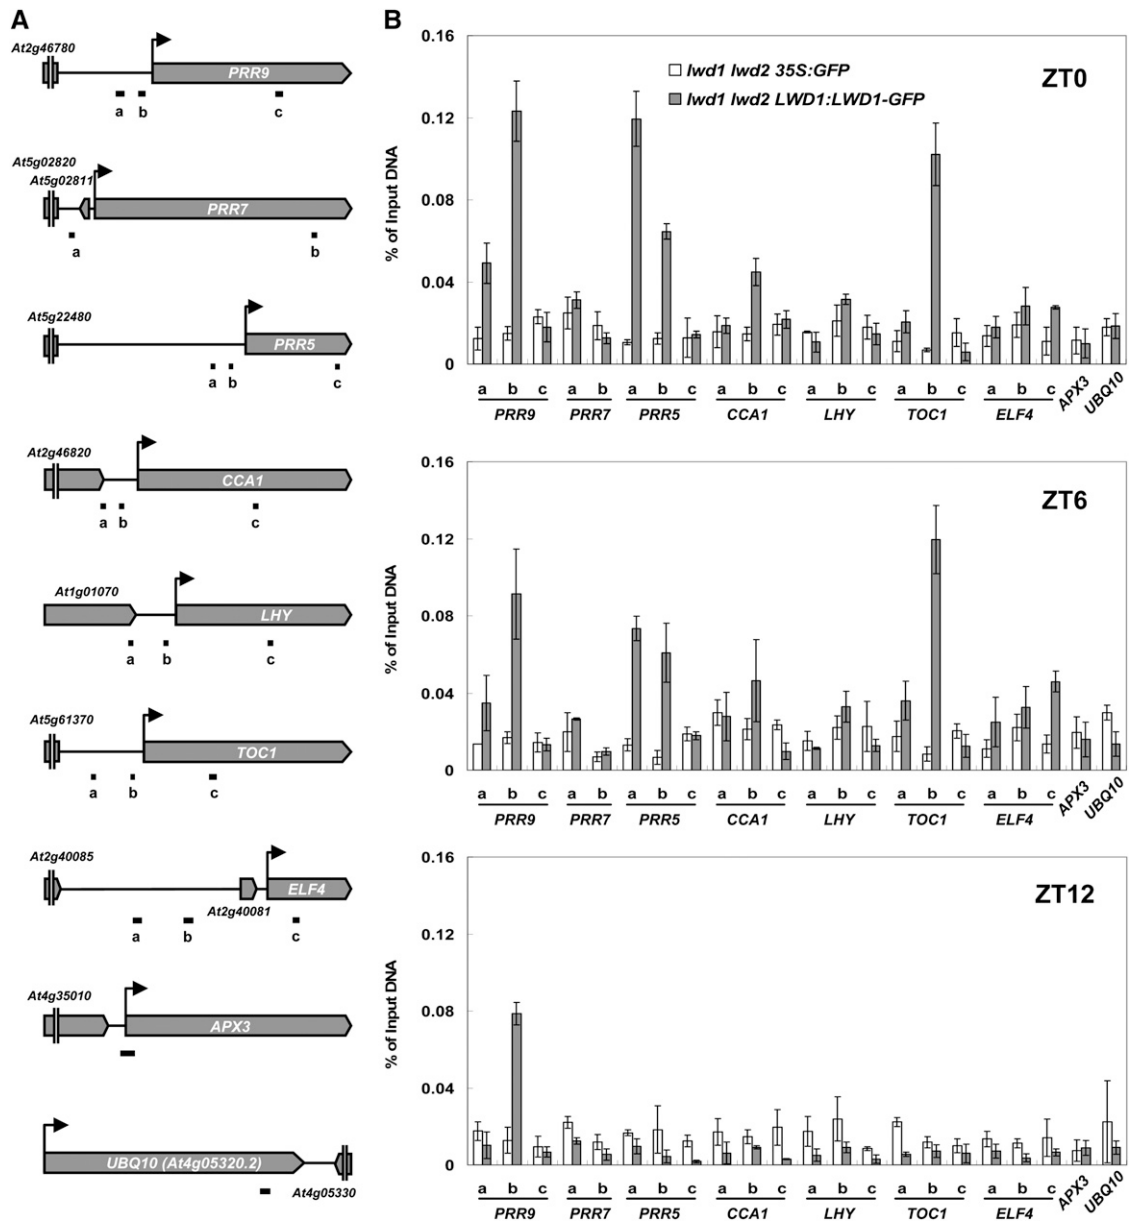 A
At2g46780
PRR9
a b c
At5g02820
At5g02811
PRR7
a b
At5g22480
PRR5
a b c
At2g46820
CCA1
a b c
At1g01070
LHY
a b c
At5g61370
TOC1
a b c
At2g40085
ELF4
At2g40081
a b c
At4g35010
APX3
UBQ10 (At4g05320.2)
At4g05330
B
0.16
0.12
0.08
0.04
0
% of Input DNA
lwd1 lwd2 35S:GFP
lwd1 lwd2 LWD1:LWD1-GFP
ZT0
a b c a b a b c a b c a b c a b c a b c APX3 UBQ10
PRR9 PRR7 PRR5 CCA1 LHY TOC1 ELF4
0.16
0.12
0.08
0.04
0
% of Input DNA
ZT6
a b c a b a b c a b c a b c a b c a b c APX3 UBQ10
PRR9 PRR7 PRR5 CCA1 LHY TOC1 ELF4
0.16
0.12
0.08
0.04
0
% of Input DNA
ZT12
a b c a b a b c a b c a b c a b c a b c APX3 UBQ10
PRR9 PRR7 PRR5 CCA1 LHY TOC1 ELF4